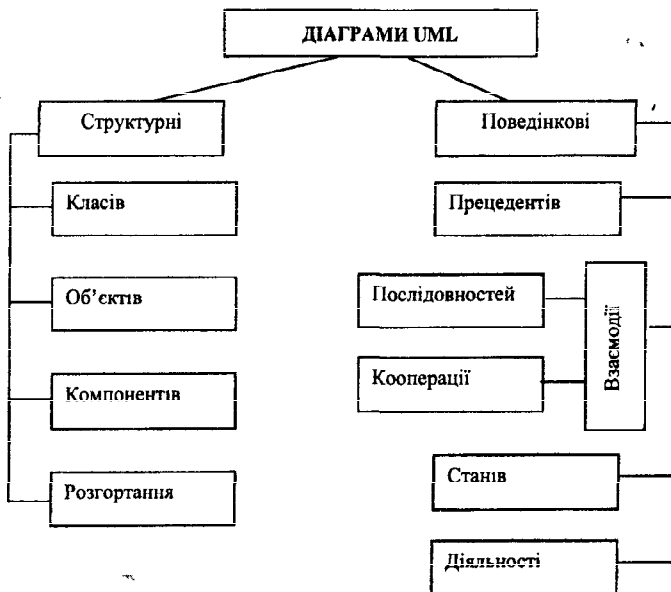 ДІАГРАМИ UML
Структурні
Поведінкові
Класів
Прецедентів
Об’єктів
Послідовностей
Взаємодії
Компонентів
Кооперації
Розгортання
Станів
Діяльності